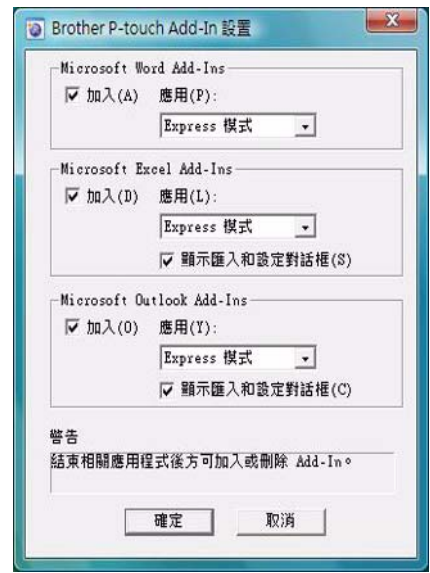 Brother P-touch Add-In 設置
Microsoft Word Add-Ins
加入(A) 應用(P):
Express 模式
Microsoft Excel Add-Ins
加入(D) 應用(L):
Express 模式
顯示匯入和設定對話框(S)
Microsoft Outlook Add-Ins
加入(O) 應用(Y):
Express 模式
顯示匯入和設定對話框(C)
警告
結束相關應用程式後方可加入或刪除 Add-In。
確定 取消